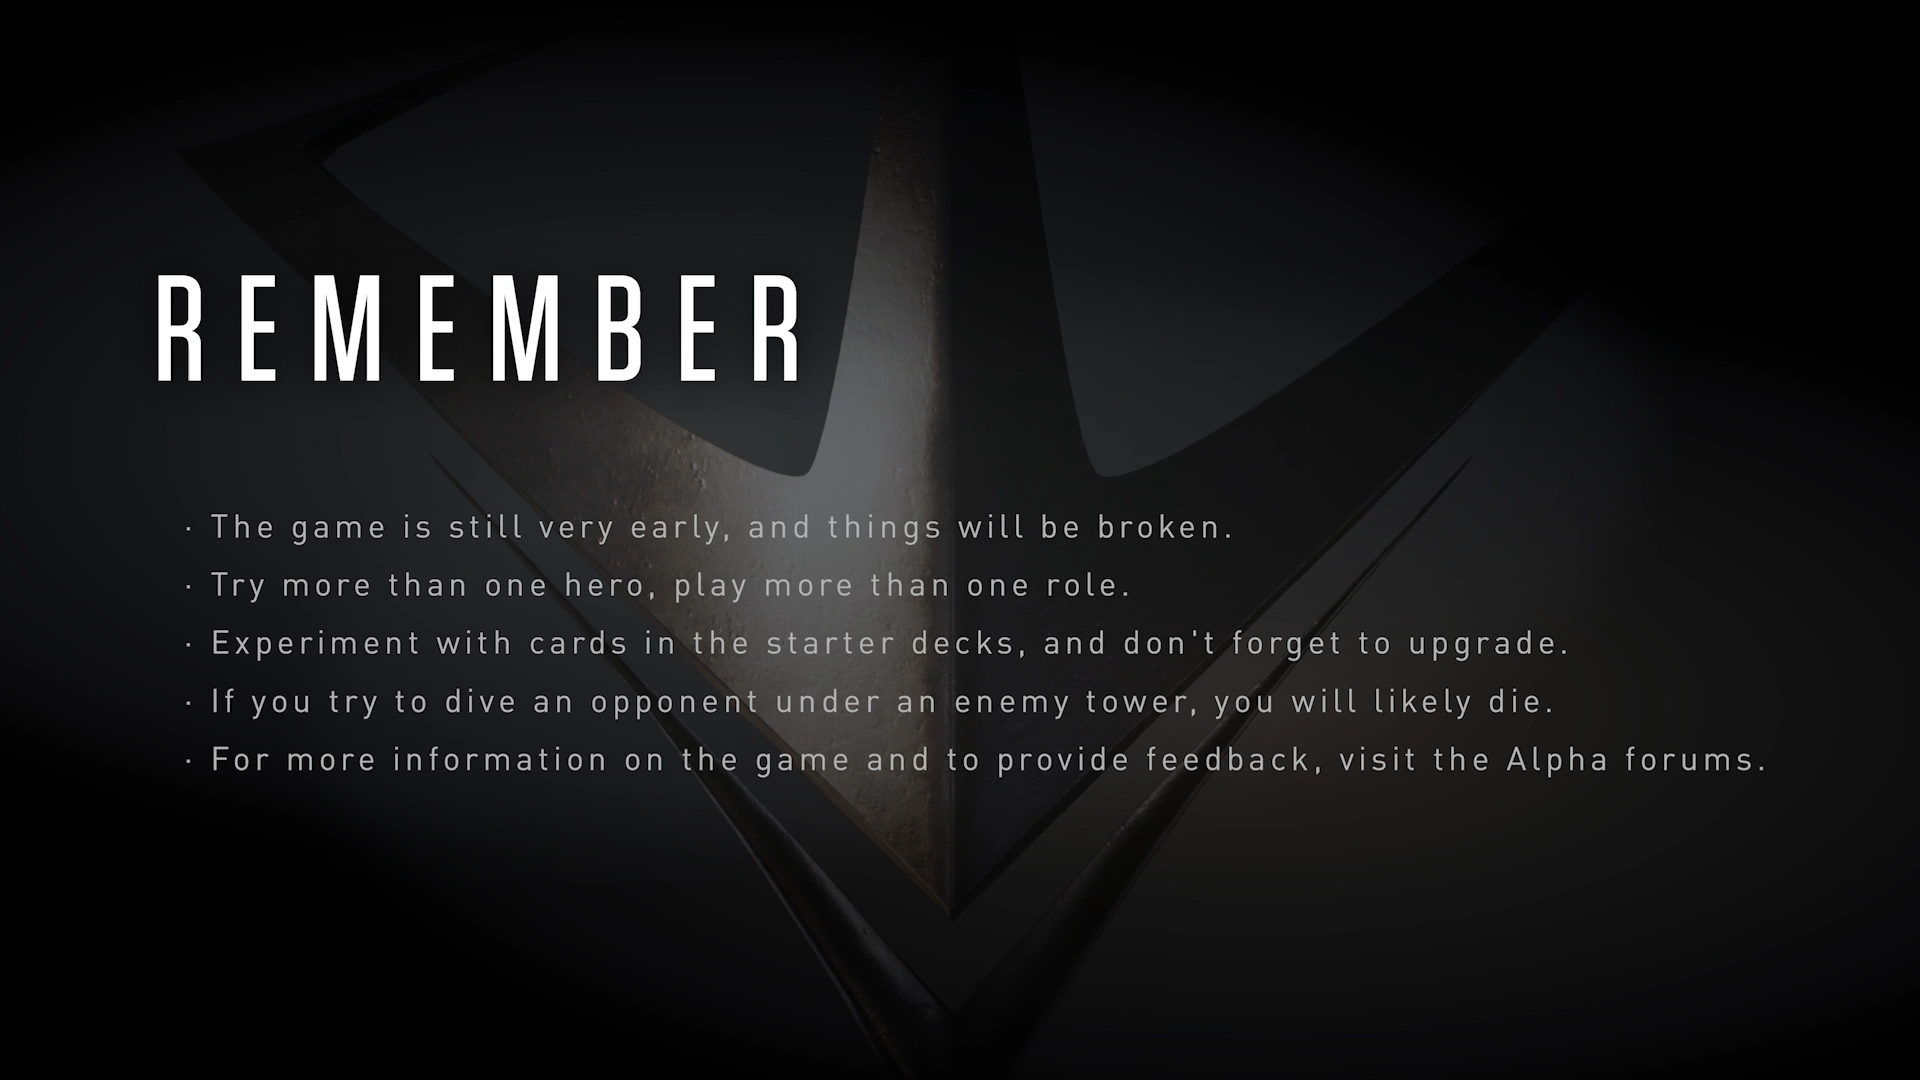 REMEMBER
· The game is still very early, and things will be broken.
· Try more than one hero, play more than one role.
· Experiment with cards in the starter decks, and don't forget to upgrade.
· If you try to dive an opponent under an enemy tower, you will likely die.
· For more information on the game and to provide feedback, visit the Alpha forums.